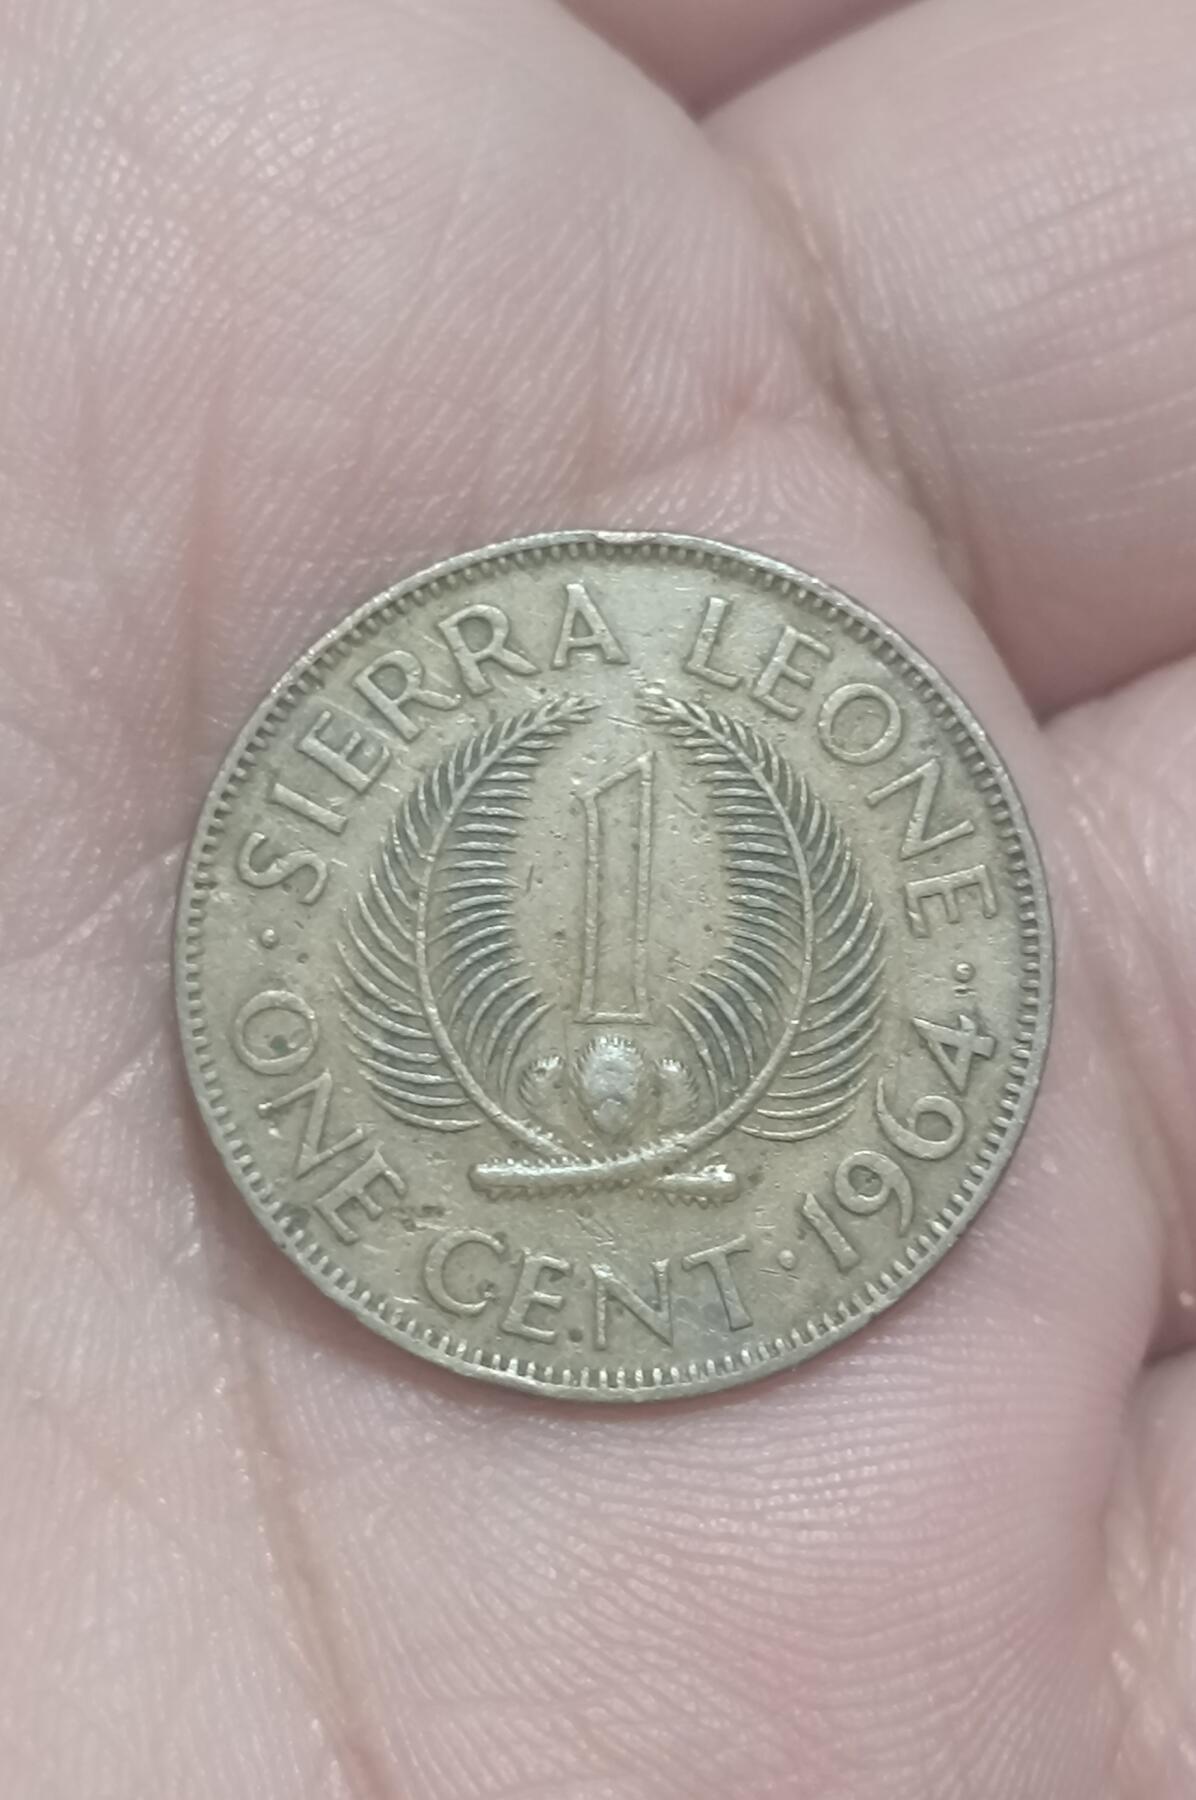 · SIERRA LEONE ·
1
ONE CENT · 1964